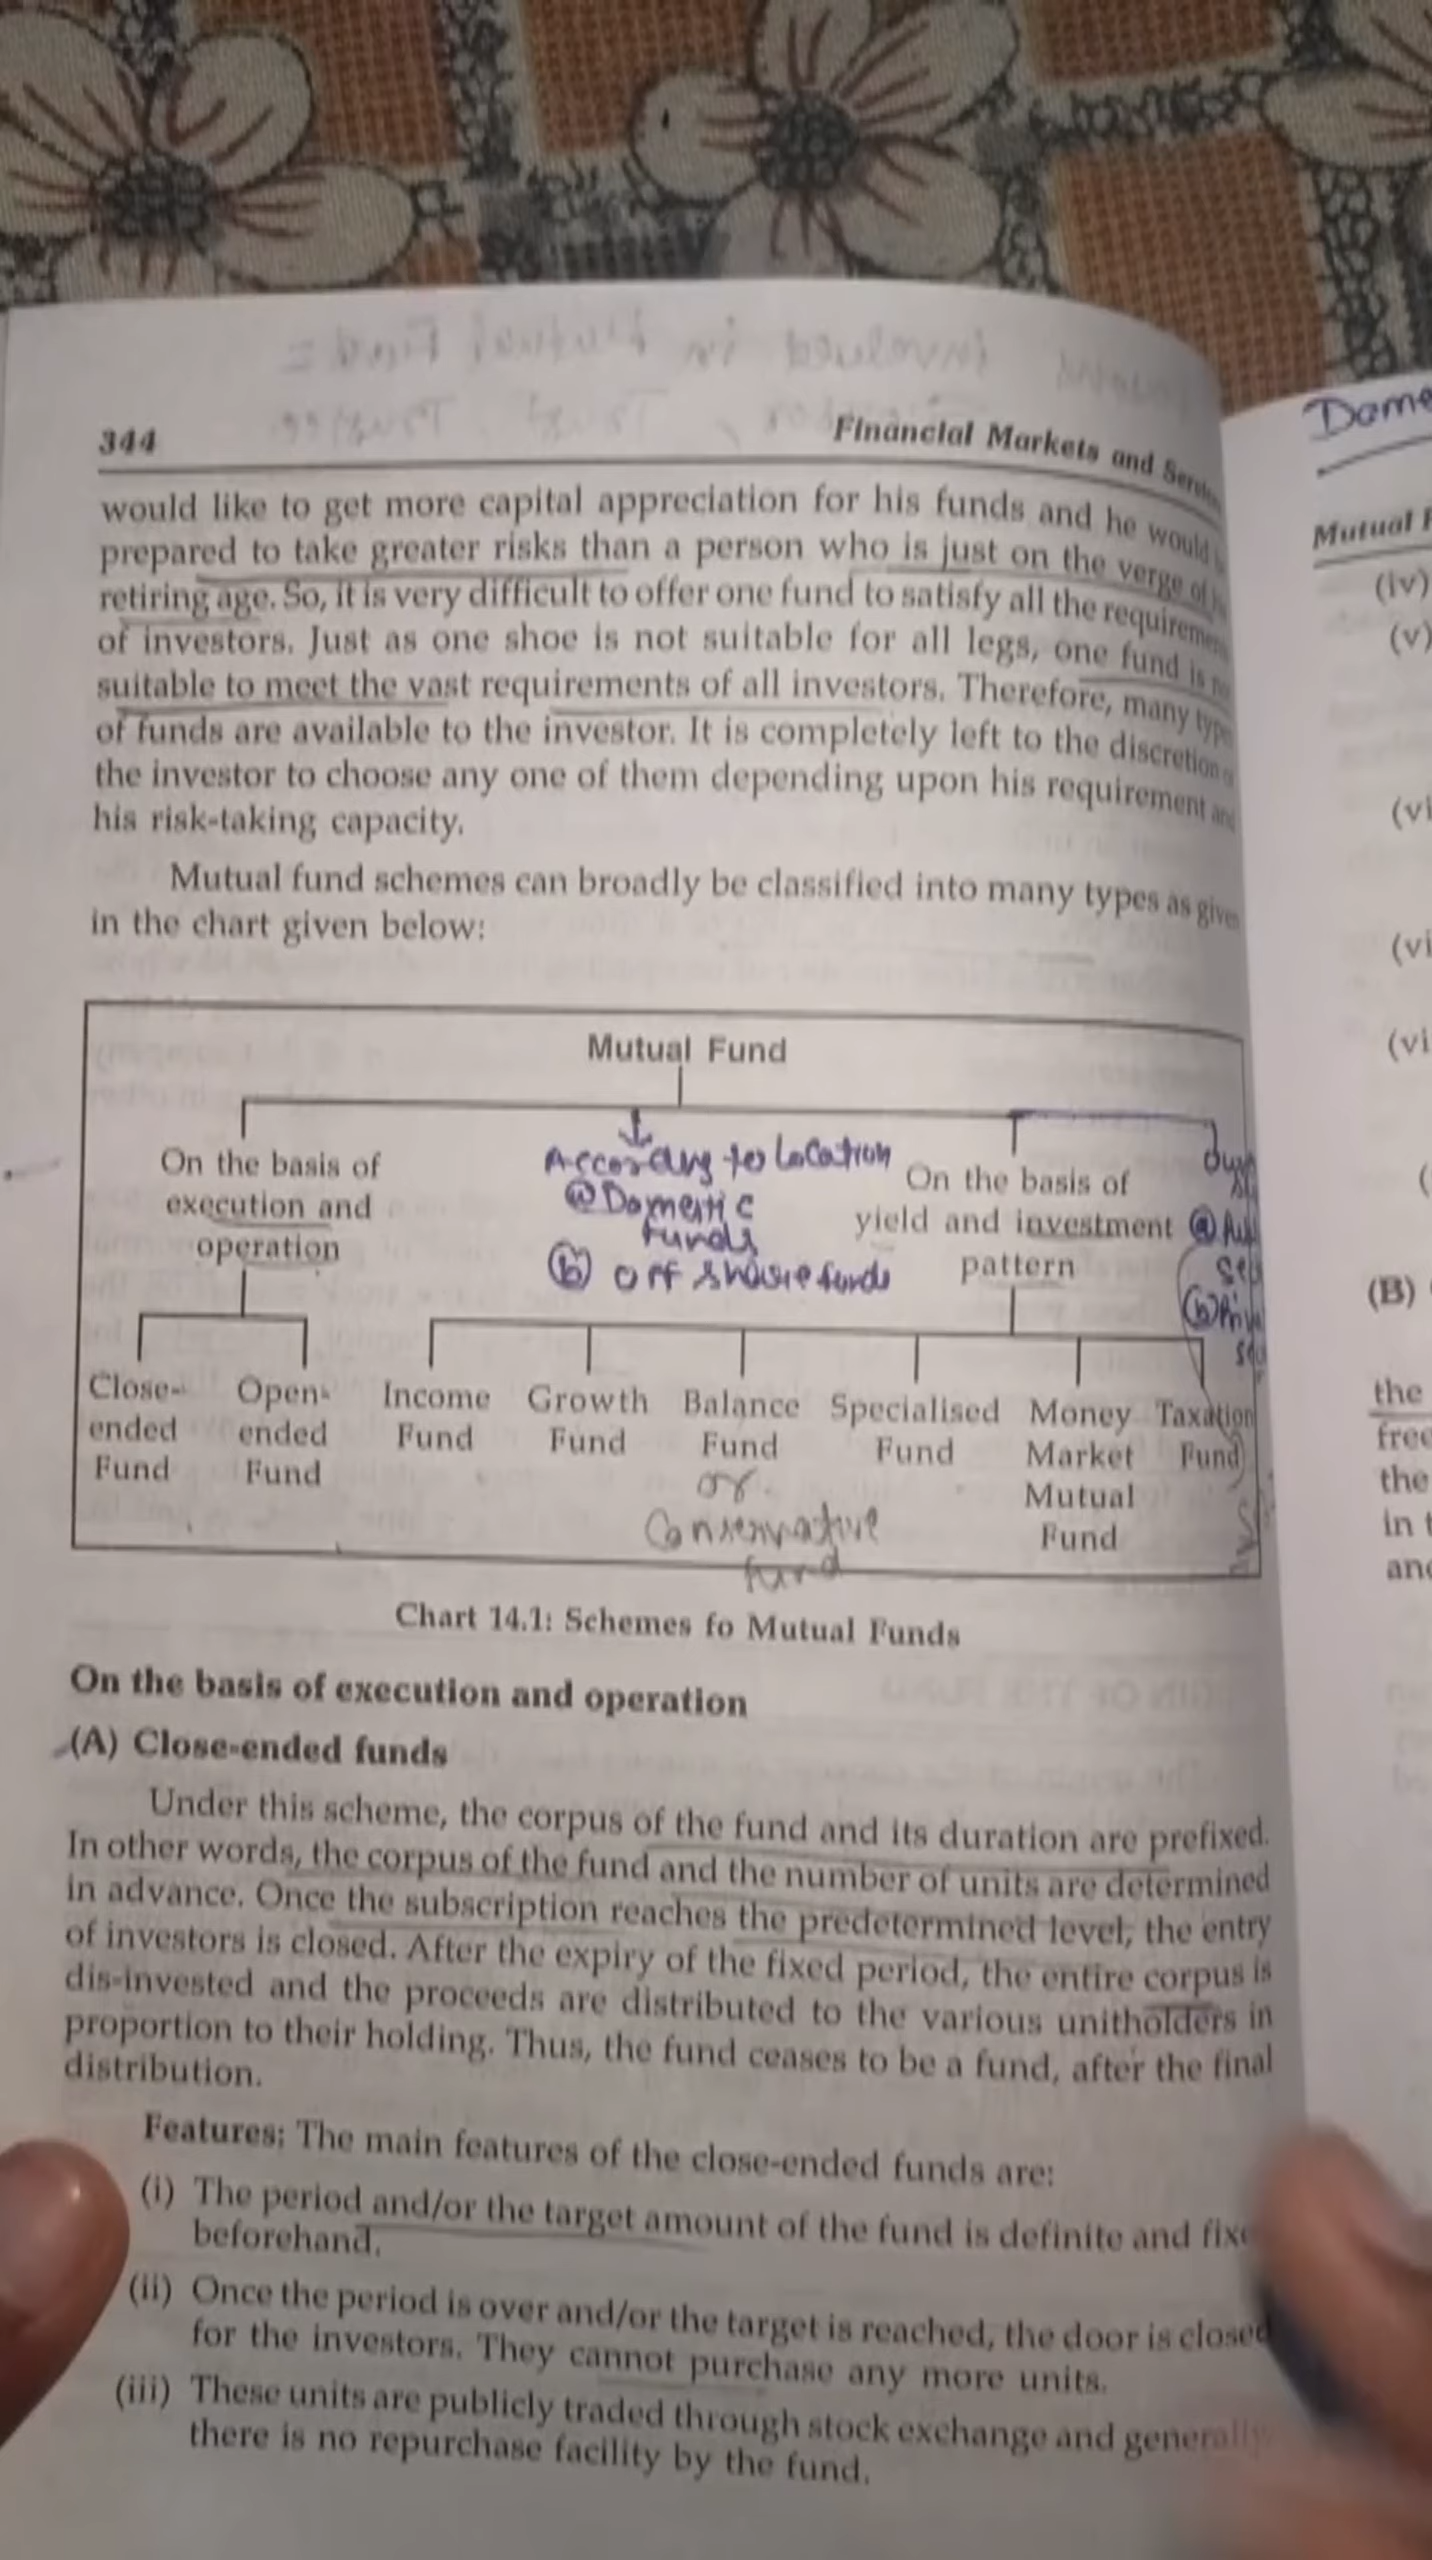 344
Financial Markets and
would like to get more capital appreciation for his funds and he would
prepared to take greater risks than a person who is just on the verge of
retiring age. So, it is very difficult to offer one fund to satisfy all the
of investors. Just as one shoe is not suitable for all legs, one fund is
suitable to meet the vast requirements of all investors. Therefore, many
of funds are available to the investor. It is completely left to the discretion
the investor to choose any one of them depending upon his requirement and
his risk-taking capacity.
Mutual fund schemes can broadly be classified into many types as given
in the chart given below:
Mutual Fund
On the basis of
execution and
operation
According to Location
(a) Domestic
funds
(b) Off shore funds
On the basis of
yield and investment
pattern
(a)
(b)
Close-
ended
Fund
Open-
ended
Fund
Income
Fund
Growth
Fund
Balance
Fund
or
Conservative
fund
Specialised
Fund
Money
Market
Mutual
Fund
Taxation
Fund
Chart 14.1: Schemes fo Mutual Funds
On the basis of execution and operation
(A) Close-ended funds
Under this scheme, the corpus of the fund and its duration are prefixed.
In other words, the corpus of the fund and the number of units are determined
in advance. Once the subscription reaches the predetermined level, the entry
of investors is closed. After the expiry of the fixed period, the entire corpus is
dis-invested and the proceeds are distributed to the various unitholders in
proportion to their holding. Thus, the fund ceases to be a fund, after the final
distribution.
Features: The main features of the close-ended funds are:
(i) The period and/or the target amount of the fund is definite and
beforehand.
(ii) Once the period is over and/or the target is reached, the door is closed
for the investors. They cannot purchase any more units.
(iii) These units are publicly traded through stock exchange and generally
there is no repurchase facility by the fund.
Mutual
(iv)
(v)
(B)
the
free
the
in